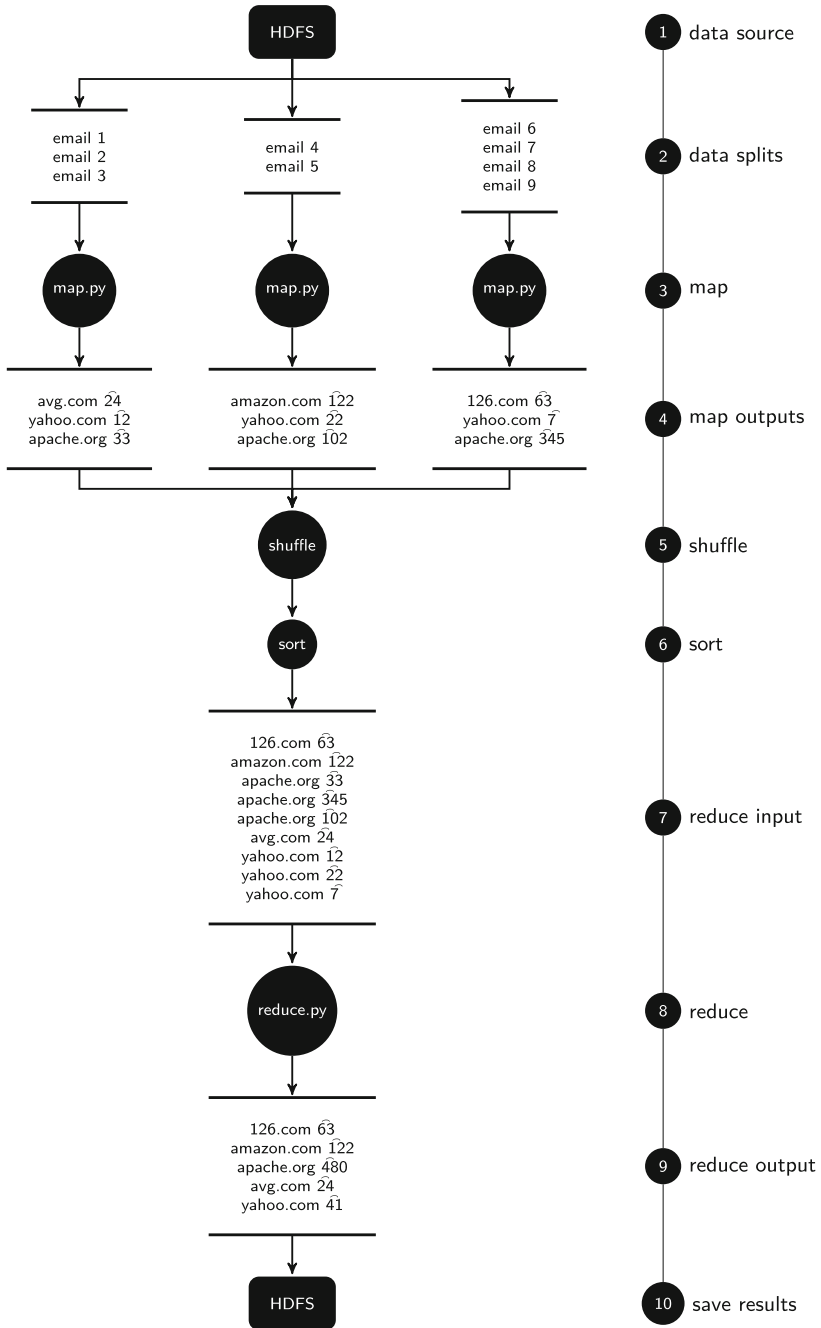 HDFS
1 data source
email 1
email 2
email 3
email 4
email 5
email 6
email 7
email 8
email 9
2 data splits
map.py
map.py
map.py
3 map
avg.com 24
yahoo.com 12
apache.org 33
amazon.com 122
yahoo.com 22
apache.org 102
126.com 63
yahoo.com 7
apache.org 345
4 map outputs
shuffle
5 shuffle
sort
6 sort
126.com 63
amazon.com 122
apache.org 33
apache.org 345
apache.org 102
avg.com 24
yahoo.com 12
yahoo.com 22
yahoo.com 7
7 reduce input
reduce.py
8 reduce
126.com 63
amazon.com 122
apache.org 480
avg.com 24
yahoo.com 41
9 reduce output
HDFS
10 save results